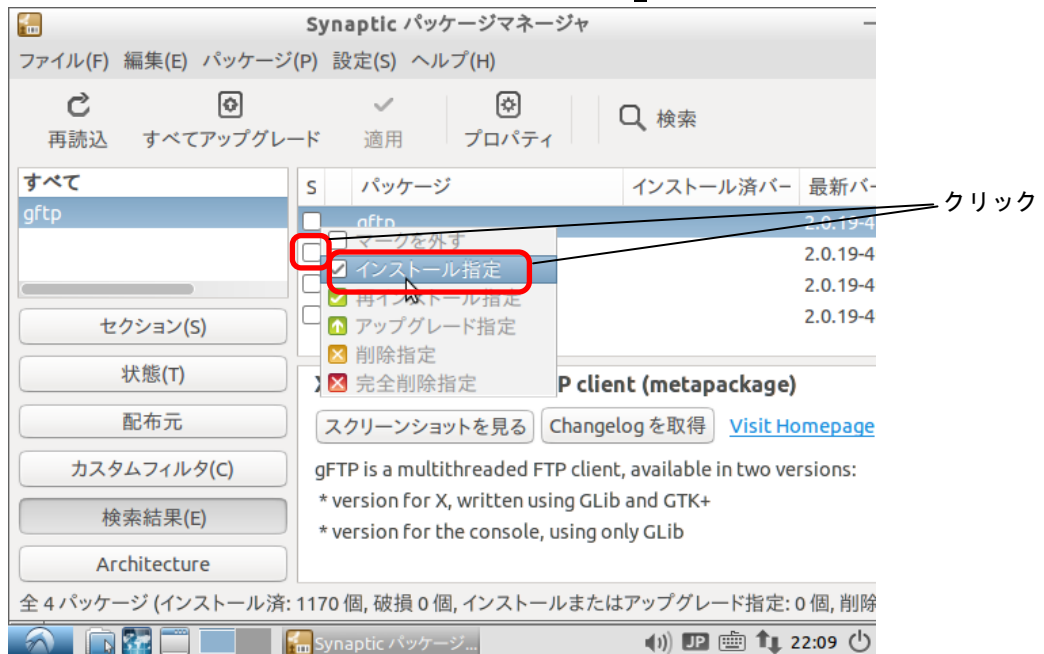 Synaptic パッケージマネージャ
ファイル(F) 編集(E) パッケージ(P) 設定(S) ヘルプ(H)
再読込 すべてアップグレード 適用 プロパティ 検索
すべて
gftp
S パッケージ インストール済バー 最新バー
gftp 2.0.19-4
2.0.19-4
2.0.19-4
2.0.19-4
マークを外す
インストール指定
再インストール指定
アップグレード指定
削除指定
完全削除指定
クリック
セクション(S)
状態(T)
配布元
カスタムフィルタ(C)
検索結果(E)
Architecture
P client (metapackage)
スクリーンショットを見る Changelog を取得 Visit Homepage
gFTP is a multithreaded FTP client, available in two versions:
* version for X, written using GLib and GTK+
* version for the console, using only GLib
全 4 パッケージ (インストール済: 1170 個, 破損 0 個, インストールまたはアップグレード指定: 0 個, 削除
Synaptic パッケージ... JP 22:09